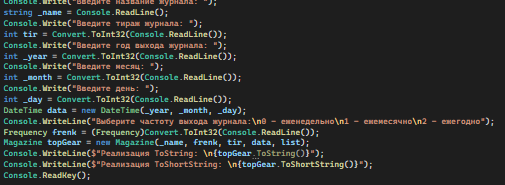 Console.Write("Введите название журнала: ");
string _name = Console.ReadLine();
Console.Write("Введите тираж журнала: ");
int tir = Convert.ToInt32(Console.ReadLine());
Console.Write("Введите год выхода журнала: ");
int _year = Convert.ToInt32(Console.ReadLine());
Console.Write("Введите месяц: ");
int _month = Convert.ToInt32(Console.ReadLine());
Console.Write("Введите день: ");
int _day = Convert.ToInt32(Console.ReadLine());
DateTime data = new DateTime(_year, _month, _day);
Console.WriteLine("Выберите частоту выхода журнала:\n0 - еженедельно\n1 - ежемесячно\n2 - ежегодно");
Frequency frenk = (Frequency)Convert.ToInt32(Console.ReadLine());
Magazine topGear = new Magazine(_name, frenk, tir, data, list);
Console.WriteLine($"Реализация ToString: \n{topGear.ToString()}");
Console.WriteLine($"Реализация ToShortString: \n{topGear.ToShortString()}");
Console.ReadKey();